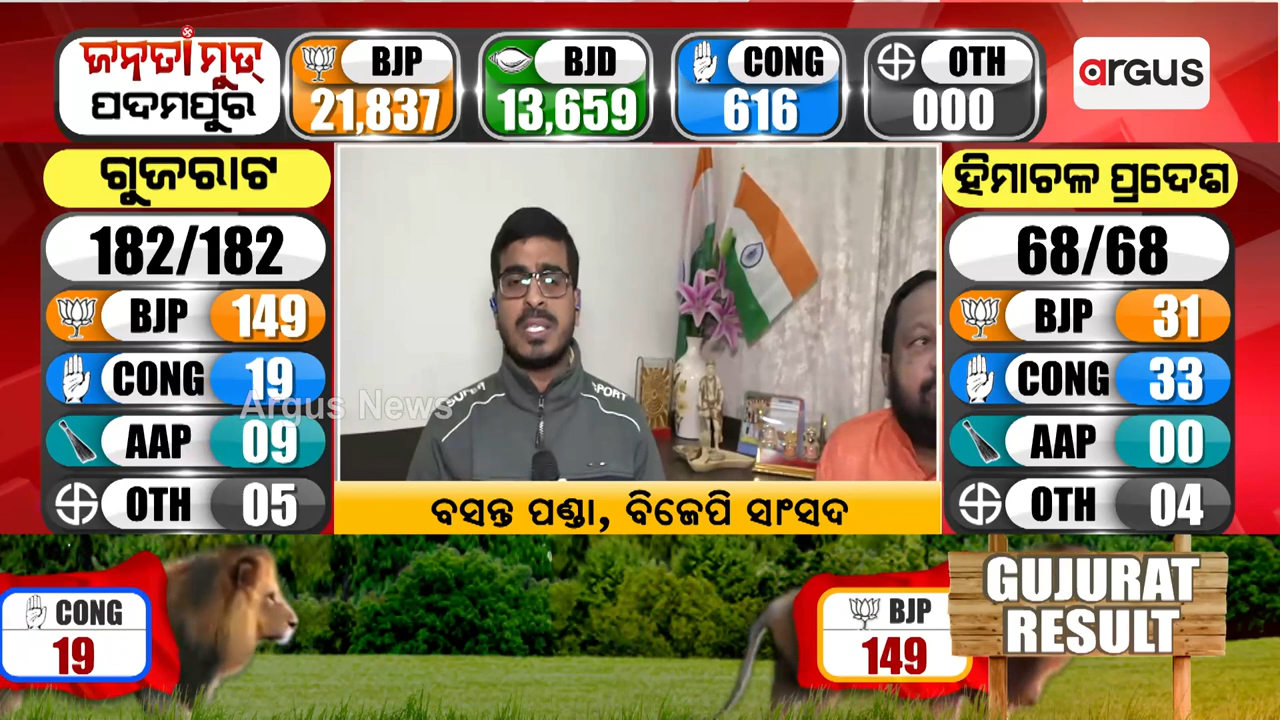 ଜନତା ମୁଡ୍
ପଦମପୁର
BJP
21,837
BJD
13,659
CONG
616
OTH
000
argus
ଗୁଜରାଟ
182/182
BJP 149
CONG 19
AAP 09
OTH 05
SUPER SPORT
Argus News
ବସନ୍ତ ପଣ୍ଡା, ବିଜେପି ସାଂସଦ
ହିମାଚଳ ପ୍ରଦେଶ
68/68
BJP 31
CONG 33
AAP 00
OTH 04
CONG
19
BJP
149
GUJURAT
RESULT